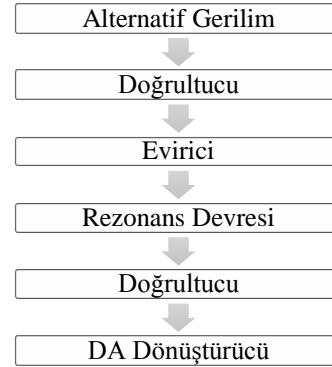 Alternatif Gerilim
Doğrultucu
Evirici
Rezonans Devresi
Doğrultucu
DA Dönüştürücü